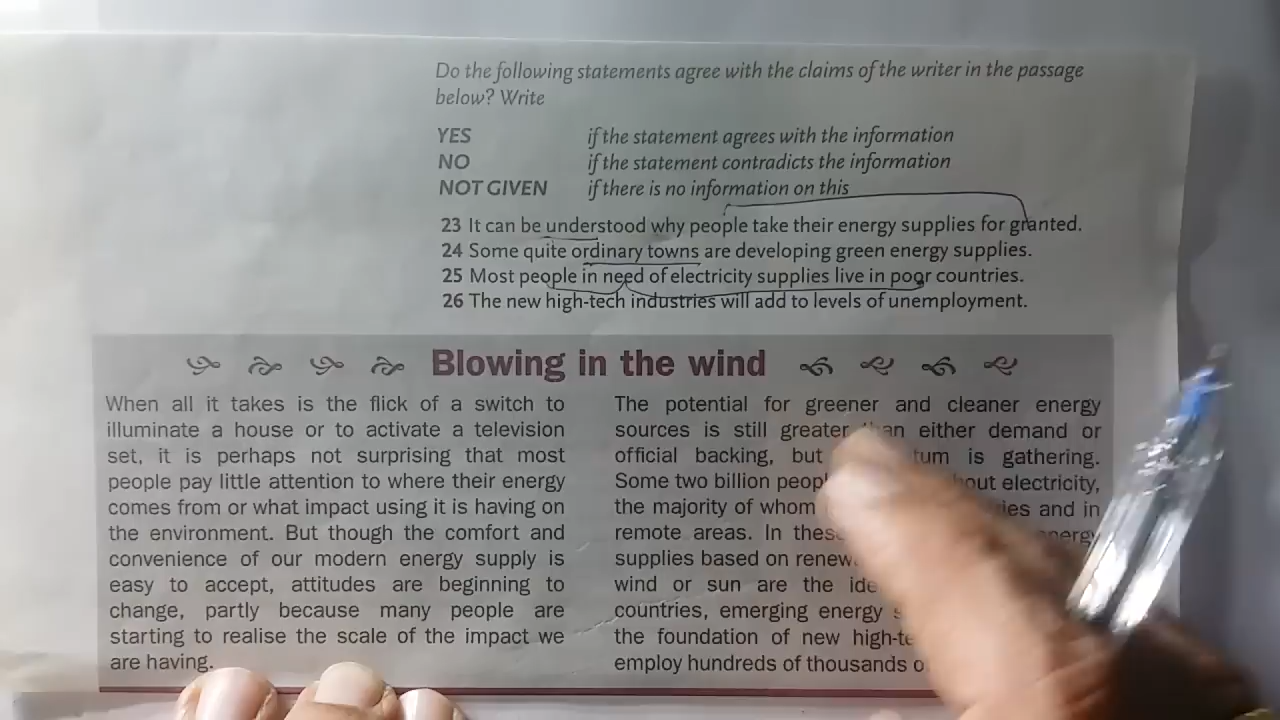 Do the following statements agree with the claims of the writer in the passage
below? Write
YES if the statement agrees with the information
NO if the statement contradicts the information
NOT GIVEN if there is no information on this
23 It can be understood why people take their energy supplies for granted.
24 Some quite ordinary towns are developing green energy supplies.
25 Most people in need of electricity supplies live in poor countries.
26 The new high-tech industries will add to levels of unemployment.
Blowing in the wind
When all it takes is the flick of a switch to
illuminate a house or to activate a television
set, it is perhaps not surprising that most
people pay little attention to where their energy
comes from or what impact using it is having on
the environment. But though the comfort and
convenience of our modern energy supply is
easy to accept, attitudes are beginning to
change, partly because many people are
starting to realise the scale of the impact we
are having.
The potential for greener and cleaner energy
sources is still greater than either demand or
official backing, but is gathering.
Some two billion electricity,
the majority of whom and in
remote areas. In energy
supplies based on
wind or sun are the
countries, emerging energy
the foundation of new
employ hundreds of thousands